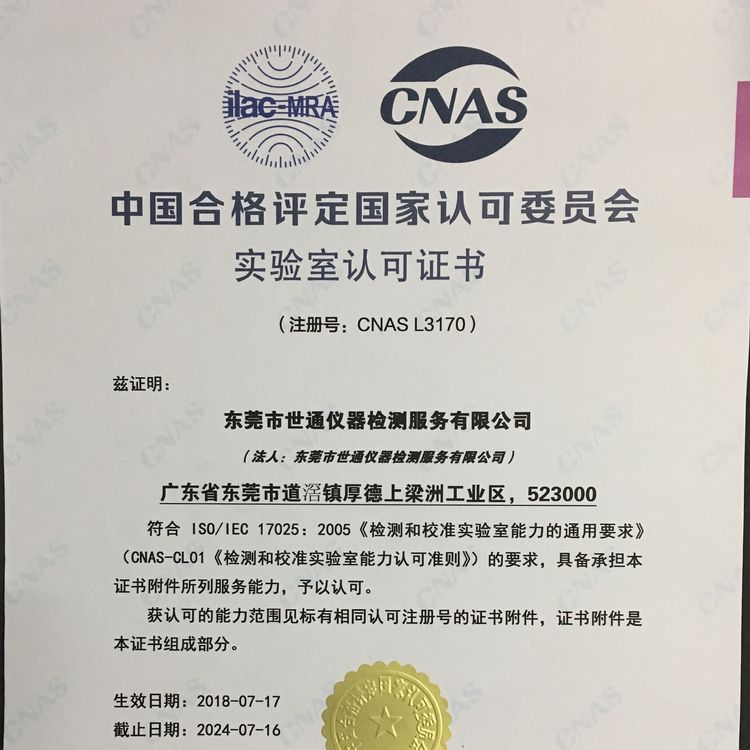 ilac-MRA
CNAS
中国合格评定国家认可委员会
实验室认可证书
（注册号：CNAS L3170）
兹证明：
东莞市世通仪器检测服务有限公司
（法人：东莞市世通仪器检测服务有限公司）
广东省东莞市道滘镇厚德上梁洲工业区，523000
符合 ISO/IEC 17025：2005《检测和校准实验室能力的通用要求》
（CNAS-CL01《检测和校准实验室能力认可准则》）的要求，具备承担本
证书附件所列服务能力，予以认可。
获认可的能力范围见标有相同认可注册号的证书附件，证书附件是
本证书组成部分。
生效日期：2018-07-17
截止日期：2024-07-16